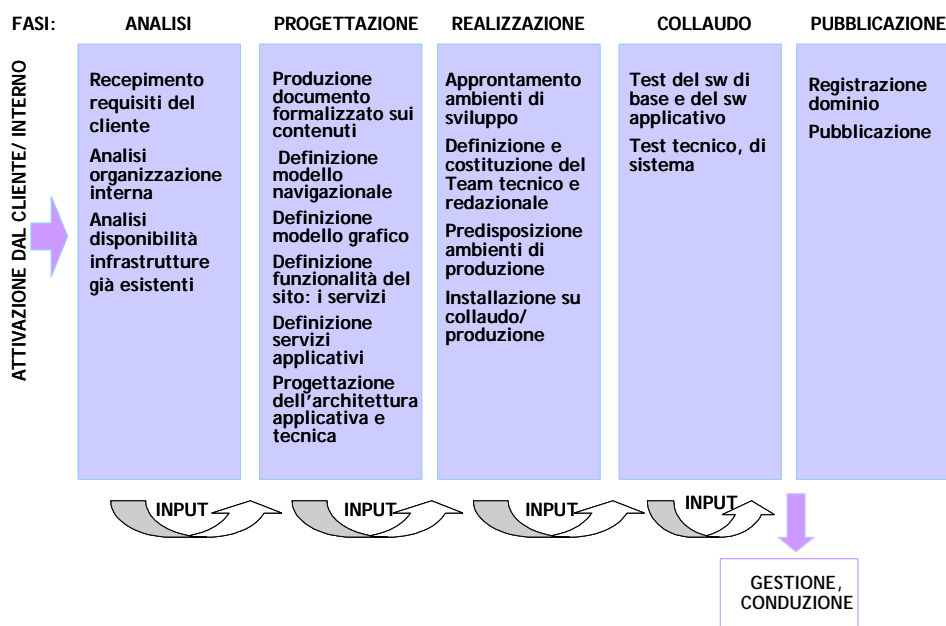 FASI:
ANALISI
PROGETTAZIONE
REALIZZAZIONE
COLLAUDO
PUBBLICAZIONE
ATTIVAZIONE DAL CLIENTE/ INTERNO
Recepimento
requisiti del
cliente
Analisi
organizzazione
interna
Analisi
disponibilità
infrastrutture
già esistenti
Produzione
documento
formalizzato sui
contenuti
Definizione
modello
navigazionale
Definizione
modello grafico
Definizione
funzionalità del
sito: i servizi
Definizione
servizi
applicativi
Progettazione
dell'architettura
applicativa e
tecnica
Approntamento
ambienti di
sviluppo
Definizione e
costituzione del
Team tecnico e
redazionale
Predisposizione
ambienti di
produzione
Installazione su
collaudo/
produzione
Test del sw di
base e del sw
applicativo
Test tecnico, di
sistema
Registrazione
dominio
Pubblicazione
INPUT
INPUT
INPUT
INPUT
GESTIONE,
CONDUZIONE